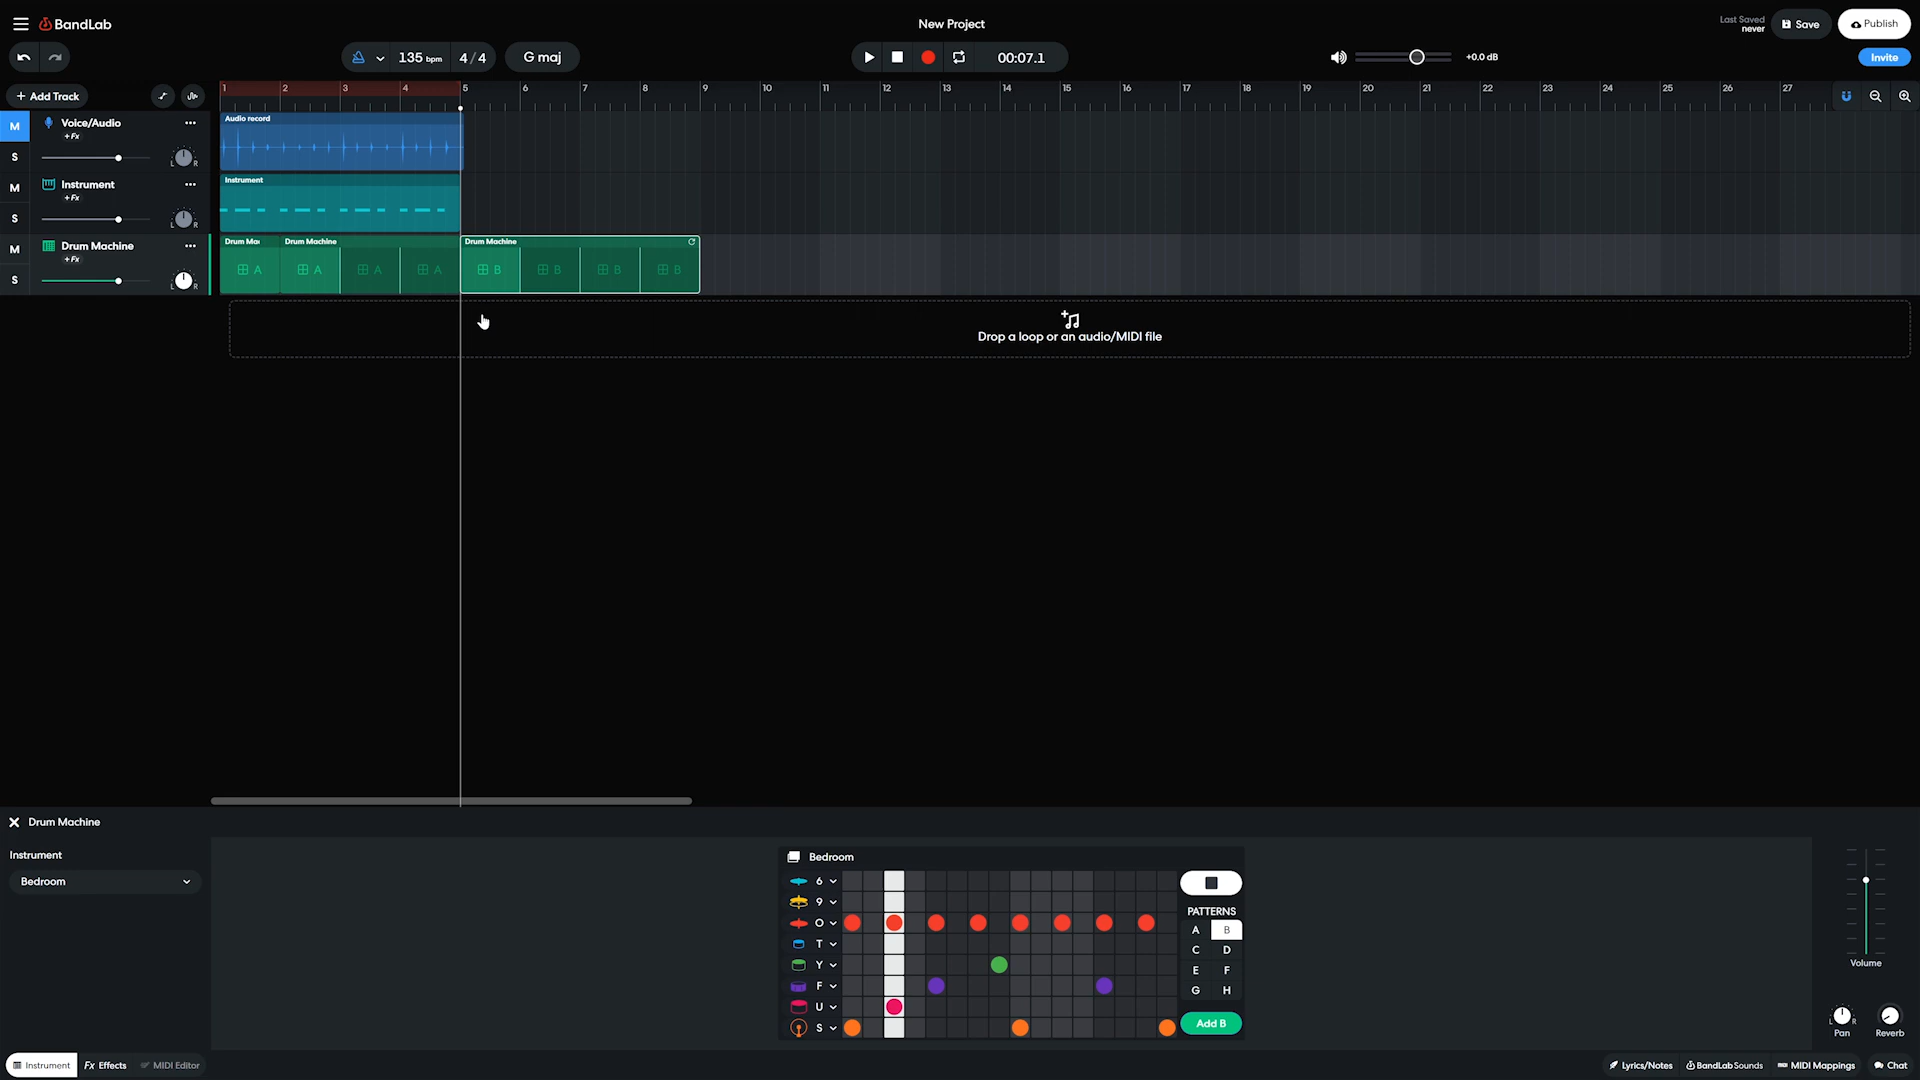 BandLab
New Project
Last Saved
never
Save
Publish
135 bpm
4 / 4
G maj
00:07.1
+0.0 dB
Invite
+ Add Track
1 2 3 4 5 6 7 8 9 10 11 12 13 14 15 16 17 18 19 20 21 22 23 24 25 26 27
M
Voice/Audio
+Fx
S
L R
Audio record
M
Instrument
+Fx
S
L R
Instrument
M
Drum Machine
+Fx
S
L R
Drum Mac
Drum Machine
Drum Machine
A A A A B B B B
Drop a loop or an audio/MIDI file
Drum Machine
Instrument
Bedroom
Bedroom
6
9
O
T
Y
F
U
S
PATTERNS
A B
C D
E F
G H
Add B
Volume
L R
Pan
Reverb
Instrument
Fx Effects
MIDI Editor
Lyrics/Notes
BandLab Sounds
MIDI Mappings
Chat